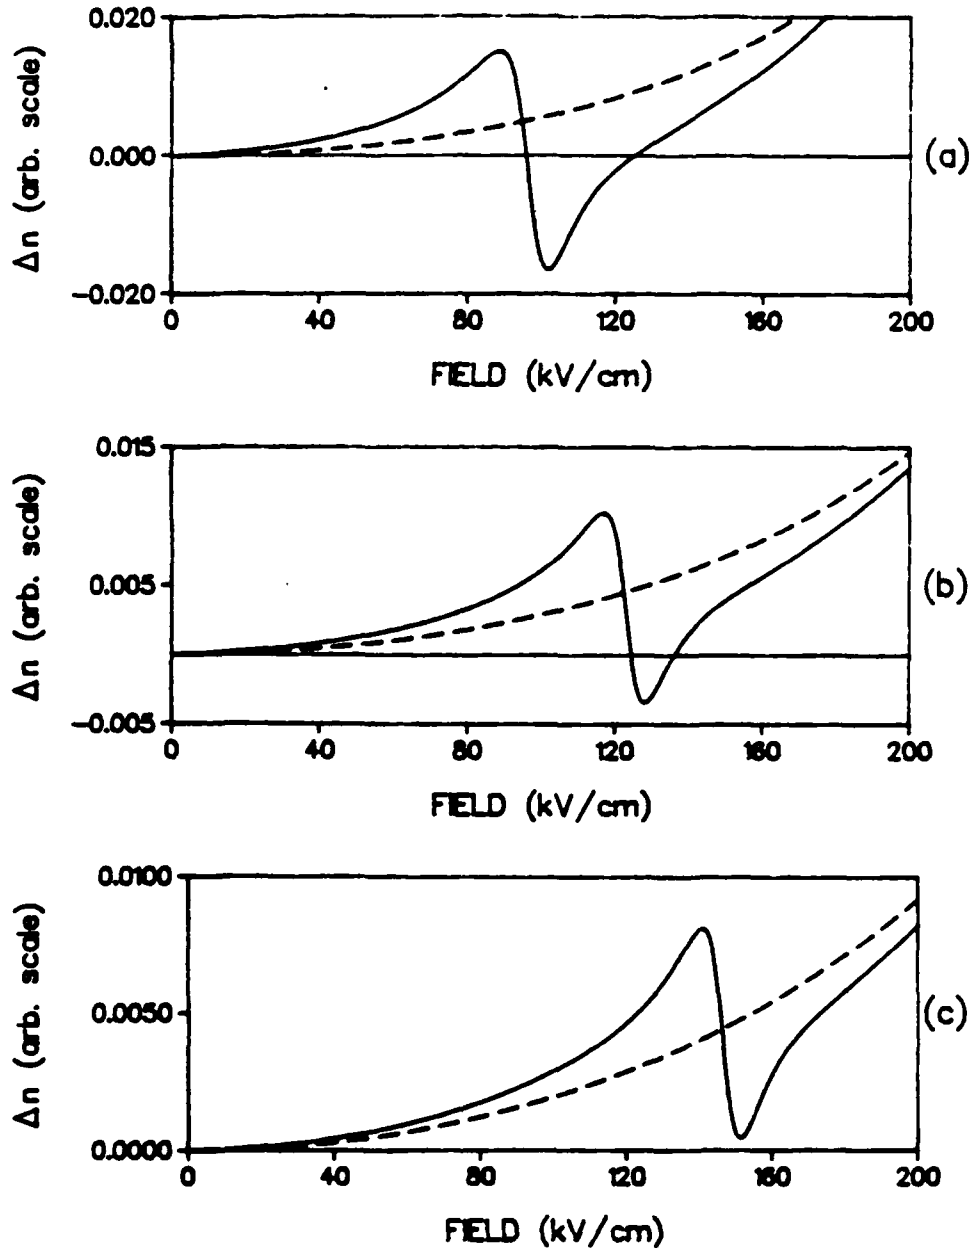 0.020
0.000
−0.020
Δn (arb. scale)
0 40 80 120 160 200
FIELD (kV/cm)
(a)
0.015
0.005
−0.005
Δn (arb. scale)
0 40 80 120 160 200
FIELD (kV/cm)
(b)
0.0100
0.0050
0.0000
Δn (arb. scale)
0 40 80 120 160 200
FIELD (kV/cm)
(c)